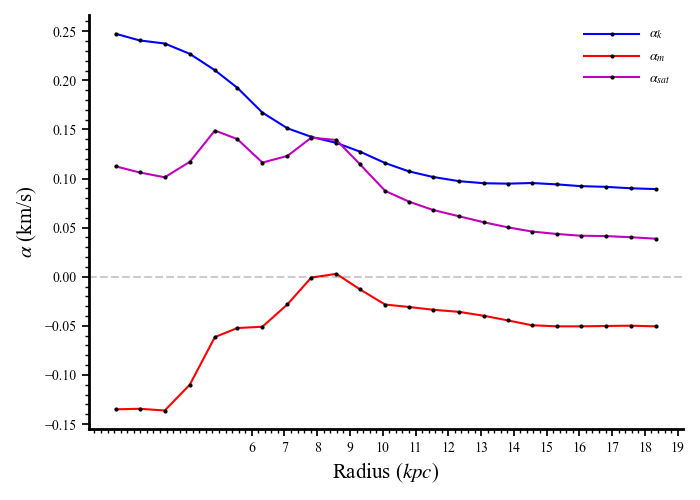 0.25
0.20
0.15
0.10
0.05
0.00
−0.05
−0.10
−0.15
α (km/s)
αk
αm
αsat
6 7 8 9 10 11 12 13 14 15 16 17 18 19
Radius (kpc)